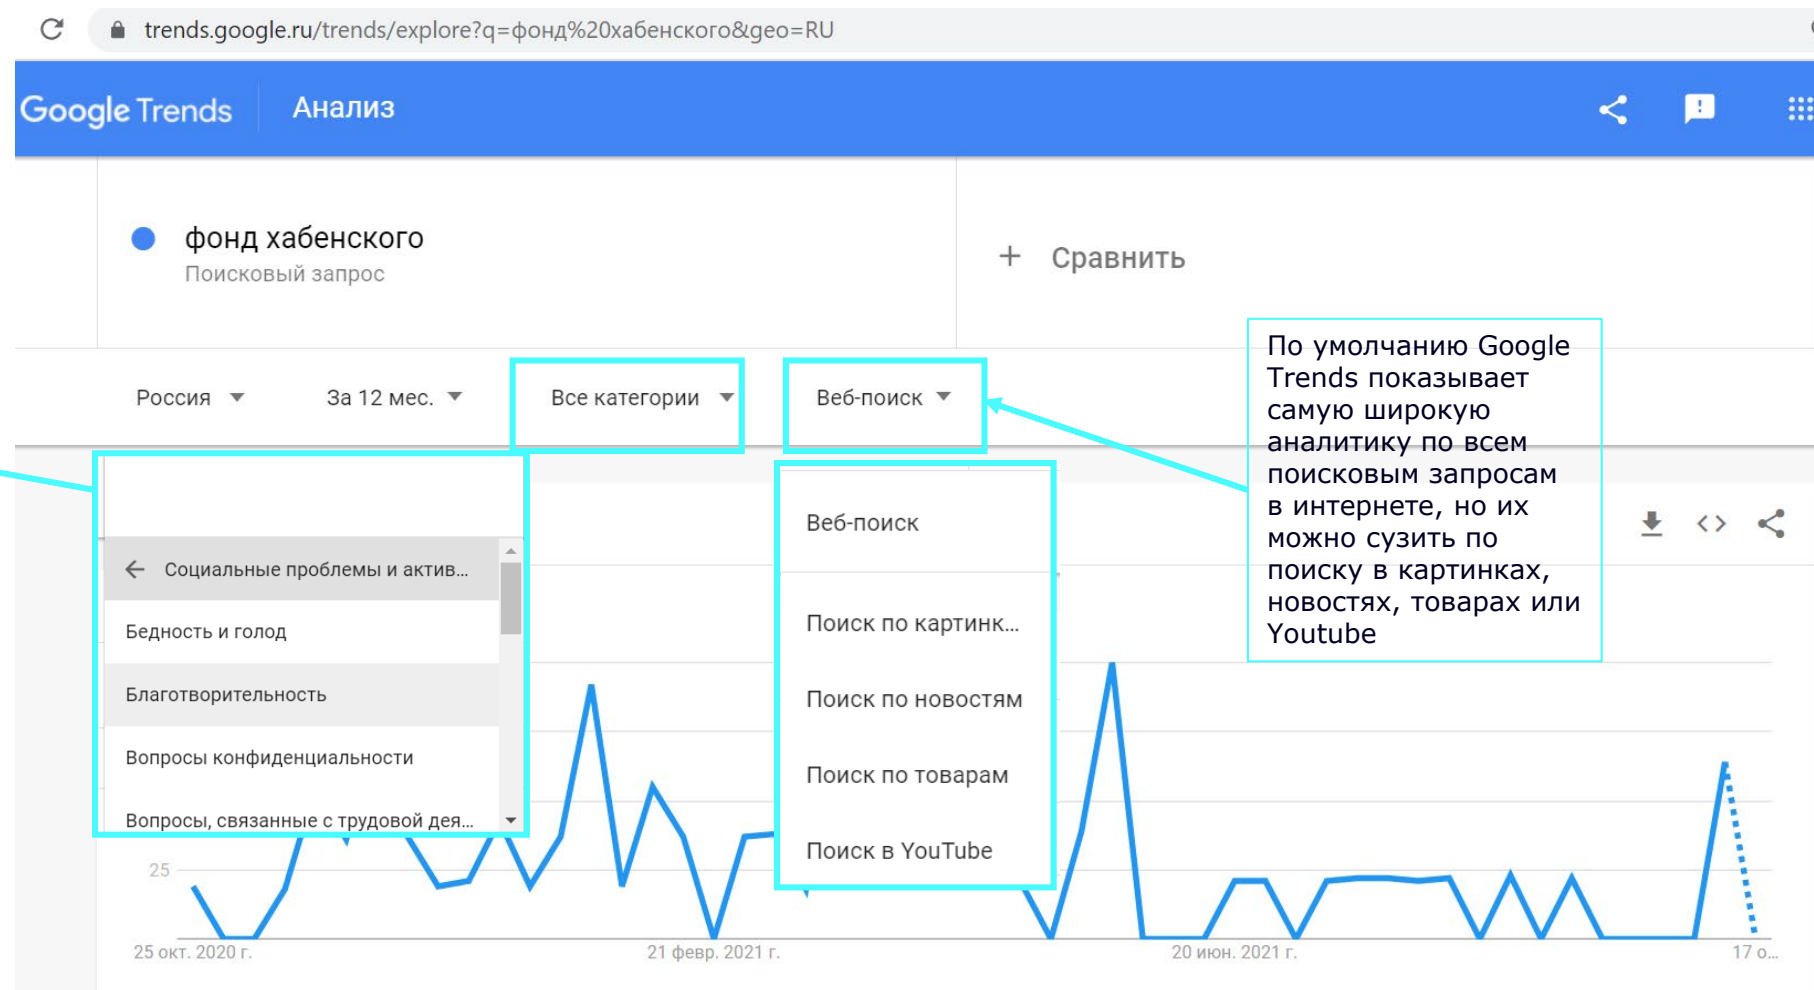 trends.google.ru/trends/explore?q=фонд%20хабенского&geo=RU
Google Trends
Анализ
фонд хабенского
Поисковый запрос
+ Сравнить
Россия
За 12 мес.
Все категории
Веб-поиск
По умолчанию Google
Trends показывает
самую широкую
аналитику по всем
поисковым запросам
в интернете, но их
можно сузить по
поиску в картинках,
новостях, товарах или
Youtube
Социальные проблемы и актив...
Бедность и голод
Благотворительность
Вопросы конфиденциальности
Вопросы, связанные с трудовой дея...
Веб-поиск
Поиск по картинк...
Поиск по новостям
Поиск по товарам
Поиск в YouTube
25
25 окт. 2020 г.
21 февр. 2021 г.
20 июн. 2021 г.
17 о...